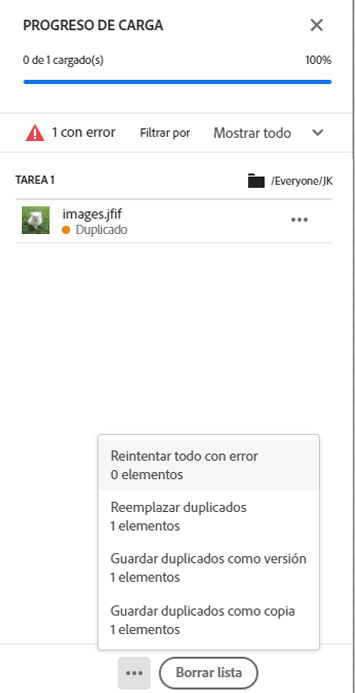 PROGRESO DE CARGA
0 de 1 cargado(s) 100%
1 con error Filtrar por Mostrar todo
TAREA 1 /Everyone/JK
images.jfif
Duplicado
Reintentar todo con error
0 elementos
Reemplazar duplicados
1 elementos
Guardar duplicados como versión
1 elementos
Guardar duplicados como copia
1 elementos
Borrar lista